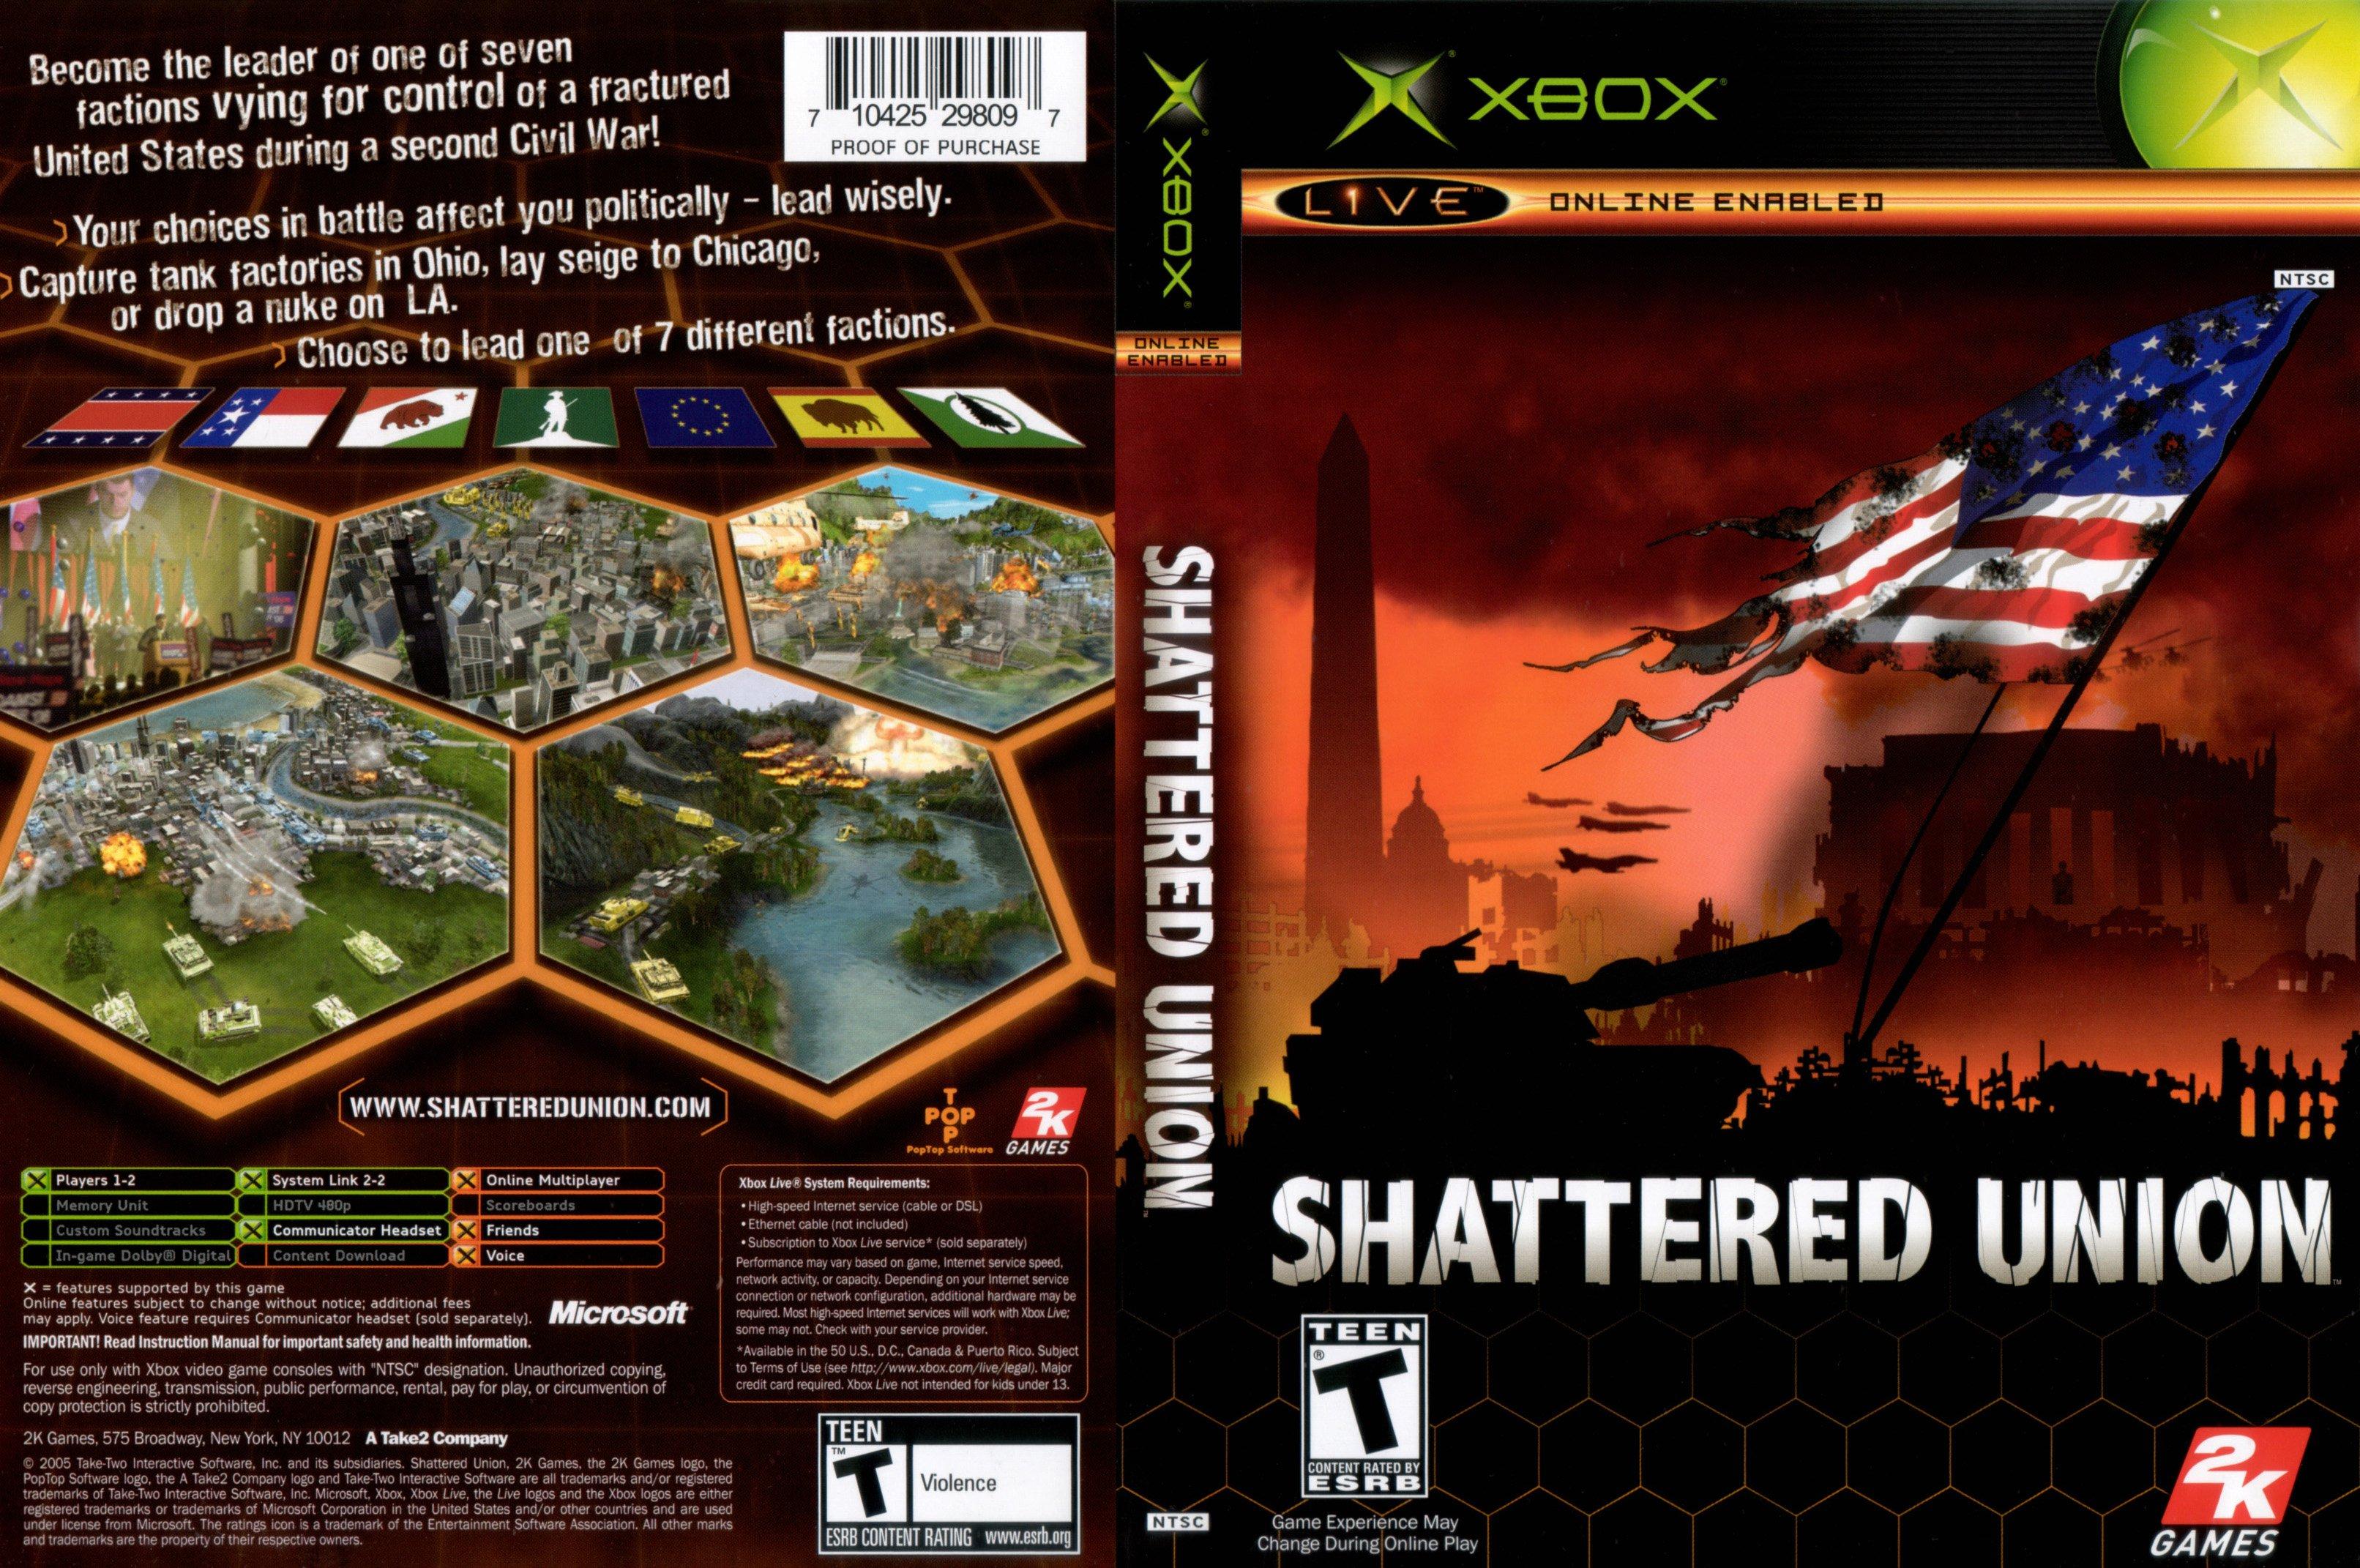 Become the leader of one of seven
factions vying for control of a fractured
United States during a second Civil War!
7 10425 29809 7
PROOF OF PURCHASE
Your choices in battle affect you politically – lead wisely.
Capture tank factories in Ohio, lay seige to Chicago,
or drop a nuke on LA.
Choose to lead one of 7 different factions.
WWW.SHATTEREDUNION.COM
T
POP
P
PopTop Software
2K
GAMES
Players 1-2
System Link 2-2
Online Multiplayer
Memory Unit
HDTV 480p
Scoreboards
Custom Soundtracks
Communicator Headset
Friends
In-game Dolby® Digital
Content Download
Voice
X = features supported by this game
Online features subject to change without notice; additional fees
may apply. Voice feature requires Communicator headset (sold separately).
Microsoft
IMPORTANT! Read Instruction Manual for important safety and health information.
For use only with Xbox video game consoles with "NTSC" designation. Unauthorized copying,
reverse engineering, transmission, public performance, rental, pay for play, or circumvention of
copy protection is strictly prohibited.
2K Games, 575 Broadway, New York, NY 10012 A Take2 Company
© 2005 Take-Two Interactive Software, Inc. and its subsidiaries. Shattered Union, 2K Games, the 2K Games logo, the
PopTop Software logo, the A Take2 Company logo and Take-Two Interactive Software are all trademarks and/or registered
trademarks of Take-Two Interactive Software, Inc. Microsoft, Xbox, Xbox Live, the Live logos and the Xbox logos are either
registered trademarks or trademarks of Microsoft Corporation in the United States and/or other countries and are used
under license from Microsoft. The ratings icon is a trademark of the Entertainment Software Association. All other marks
and trademarks are the property of their respective owners.
Xbox Live® System Requirements:
• High-speed Internet service (cable or DSL)
• Ethernet cable (not included)
• Subscription to Xbox Live service* (sold separately)
Performance may vary based on game, Internet service speed,
network activity, or capacity. Depending on your Internet service
connection or network configuration, additional hardware may be
required. Most high-speed Internet services will work with Xbox Live;
some may not. Check with your service provider.
*Available in the 50 U.S., D.C., Canada & Puerto Rico. Subject
to Terms of Use (see http://www.xbox.com/live/legal). Major
credit card required. Xbox Live not intended for kids under 13.
TEEN
™
T
Violence
ESRB CONTENT RATING www.esrb.org
XBOX®
ONLINE
ENABLED
SHATTERED UNION
NTSC
XBOX®
LIVE™ ONLINE ENABLED
NTSC
SHATTERED UNION™
TEEN
®
T
CONTENT RATED BY
ESRB
Game Experience May
Change During Online Play
2K
GAMES